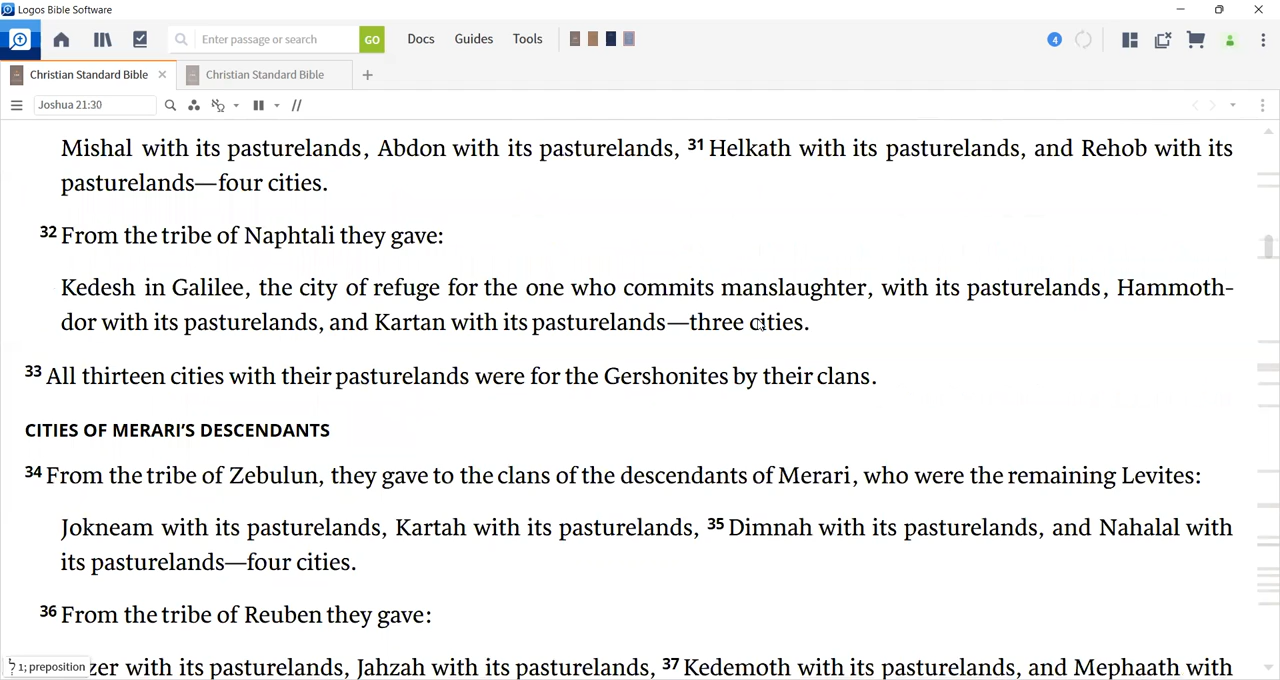 Logos Bible Software
Enter passage or search GO Docs Guides Tools 4
Christian Standard Bible Christian Standard Bible
Joshua 21:30
Mishal with its pasturelands, Abdon with its pasturelands, 31 Helkath with its pasturelands, and Rehob with its
pasturelands—four cities.
32 From the tribe of Naphtali they gave:
Kedesh in Galilee, the city of refuge for the one who commits manslaughter, with its pasturelands, Hammoth-
dor with its pasturelands, and Kartan with its pasturelands—three cities.
33 All thirteen cities with their pasturelands were for the Gershonites by their clans.
CITIES OF MERARI’S DESCENDANTS
34 From the tribe of Zebulun, they gave to the clans of the descendants of Merari, who were the remaining Levites:
Jokneam with its pasturelands, Kartah with its pasturelands, 35 Dimnah with its pasturelands, and Nahalal with
its pasturelands—four cities.
36 From the tribe of Reuben they gave:
zer with its pasturelands, Jahzah with its pasturelands, 37 Kedemoth with its pasturelands, and Mephaath with
ל 1; preposition